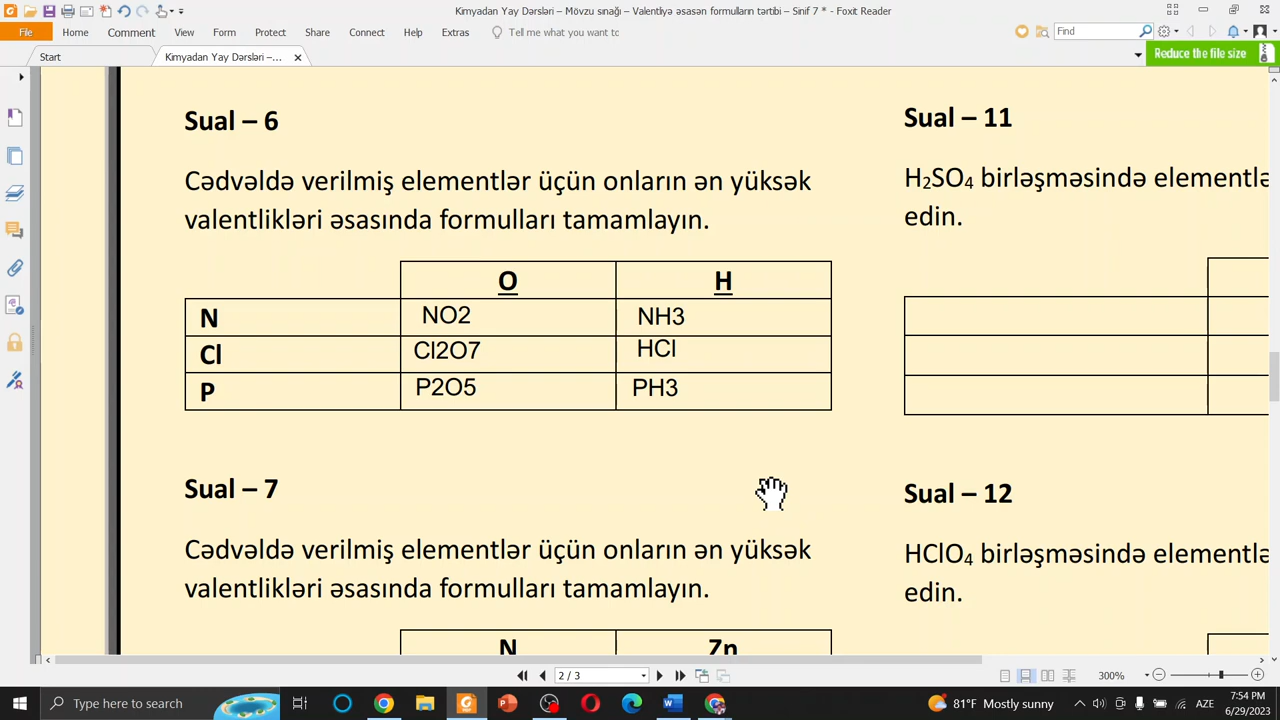 Kimyadan Yay Dərsləri – Mövzu sınağı – Valentliyə əsasən formulların tərtibi – Sinif 7 * - Foxit Reader
File Home Comment View Form Protect Share Connect Help Extras Tell me what you want to Find
Start Kimyadan Yay Dərsləri –... Reduce the file size
Sual – 6
Cədvəldə verilmiş elementlər üçün onların ən yüksək
valentlikləri əsasında formulları tamamlayın.
O H
N NO2 NH3
Cl Cl2O7 HCl
P P2O5 PH3
Sual – 7
Cədvəldə verilmiş elementlər üçün onların ən yüksək
valentlikləri əsasında formulları tamamlayın.
N Zn
Sual – 11
H₂SO₄ birləşməsində elementlə
edin.
Sual – 12
HClO₄ birləşməsində elementlə
edin.
2 / 3 300%
Type here to search 81°F Mostly sunny AZE 7:54 PM
6/29/2023